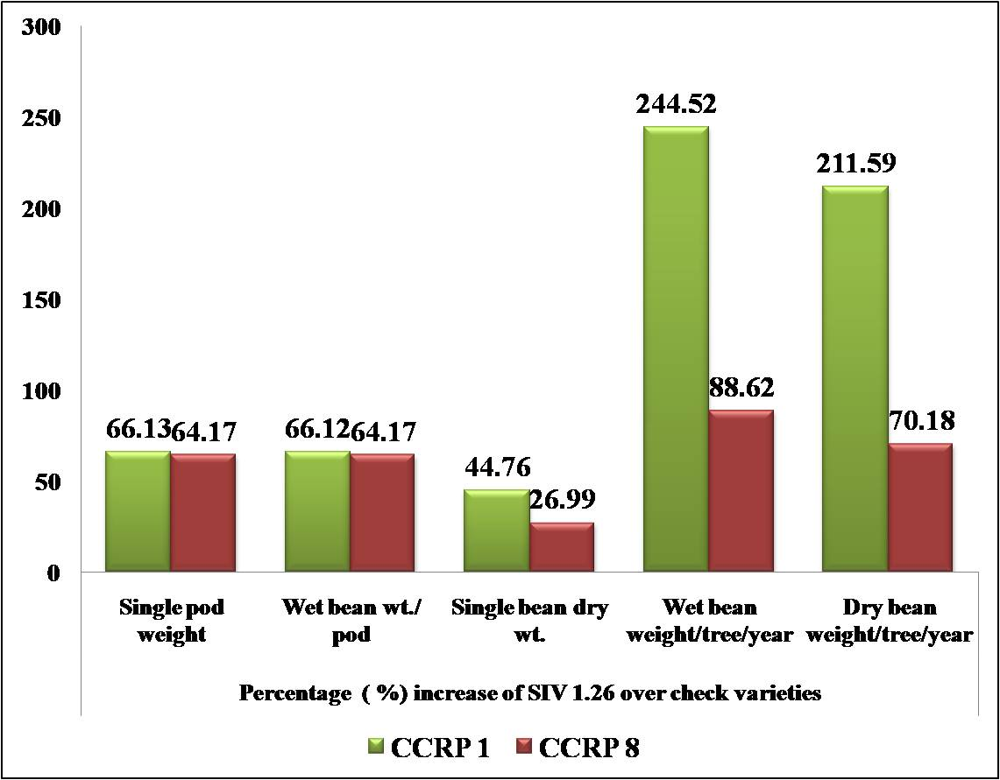 300
250
200
150
100
50
0
66.13 64.17
66.12 64.17
44.76
26.99
244.52
88.62
211.59
70.18
Single pod
weight
Wet bean wt./
pod
Single bean dry
wt.
Wet bean
weight/tree/year
Dry bean
weight/tree/year
Percentage ( %) increase of SIV 1.26 over check varieties
CCRP 1 CCRP 8